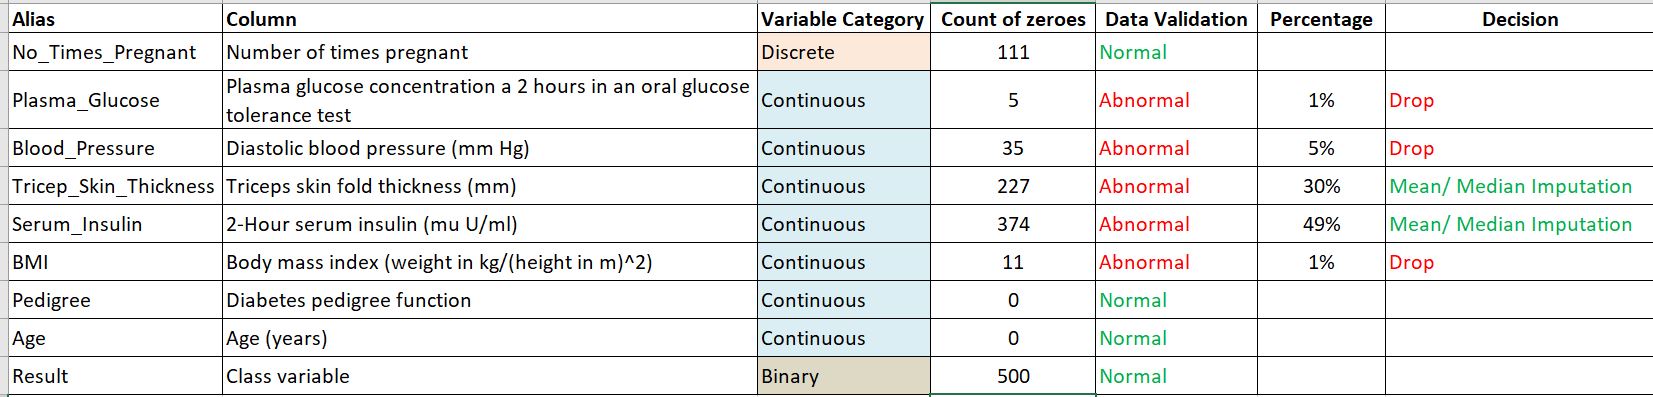 Alias Column Variable Category Count of zeroes Data Validation Percentage Decision
No_Times_Pregnant Number of times pregnant Discrete 111 Normal
Plasma_Glucose Plasma glucose concentration a 2 hours in an oral glucose
tolerance test Continuous 5 Abnormal 1% Drop
Blood_Pressure Diastolic blood pressure (mm Hg) Continuous 35 Abnormal 5% Drop
Tricep_Skin_Thickness Triceps skin fold thickness (mm) Continuous 227 Abnormal 30% Mean/ Median Imputation
Serum_Insulin 2-Hour serum insulin (mu U/ml) Continuous 374 Abnormal 49% Mean/ Median Imputation
BMI Body mass index (weight in kg/(height in m)^2) Continuous 11 Abnormal 1% Drop
Pedigree Diabetes pedigree function Continuous 0 Normal
Age Age (years) Continuous 0 Normal
Result Class variable Binary 500 Normal